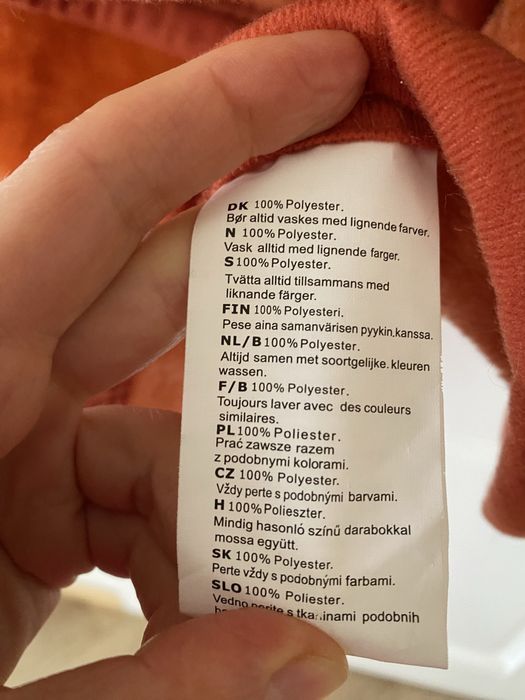 DK 100% Polyester.
Bør altid vaskes med lignende farver.
N 100% Polyester.
Vask alltid med lignende farger.
S 100% Polyester.
Tvätta alltid tillsammans med
liknande färger.
FIN 100% Polyesteri.
Pese aina samanvärisen pyykin.kanssa.
NL/B 100% Polyester.
Altijd samen met soortgelijke.kleuren
wassen.
F/B 100% Polyester.
Toujours laver avec des couleurs
similaires.
PL 100% Poliester.
Prać zawsze razem
z podobnymi kolorami.
CZ 100% Polyester.
Vždy perte s podobnými barvami.
H 100% Polieszter.
Mindig hasonló színű darabokkal
mossa együtt.
SK 100% Polyester.
Perte vždy s podobnými farbami.
SLO 100% Poliester.
Vedno perite s tkaninami podobnih